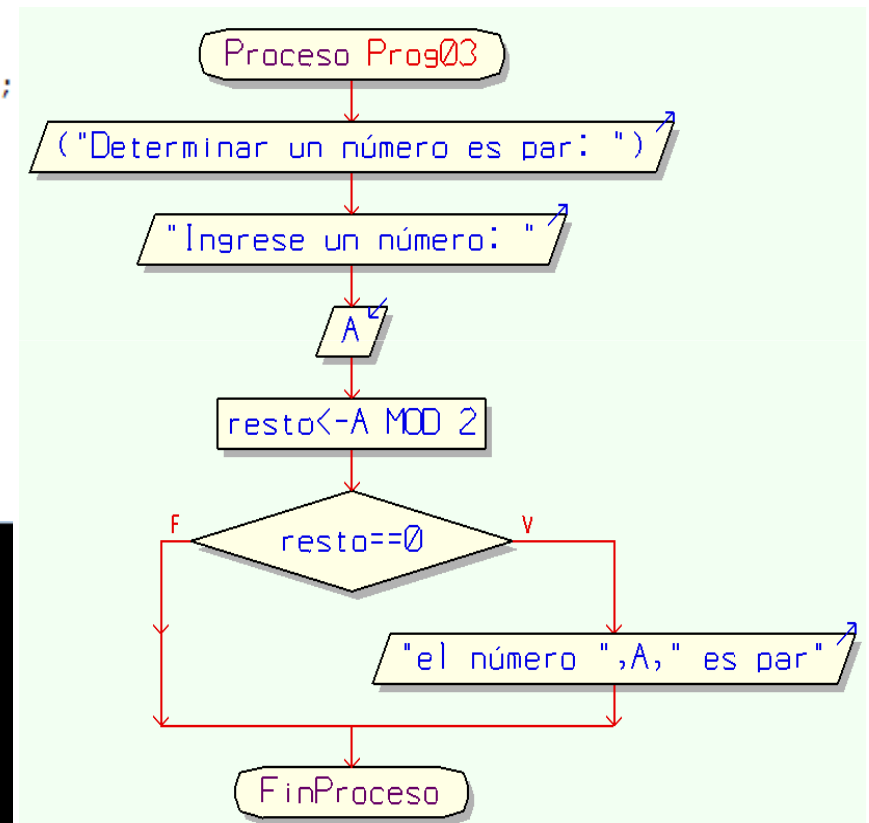 ;
Proceso Prog03
("Determinar un número es par: ")
"Ingrese un número: "
A
resto<-A MOD 2
F
V
resto==0
"el número ",A," es par"
FinProceso